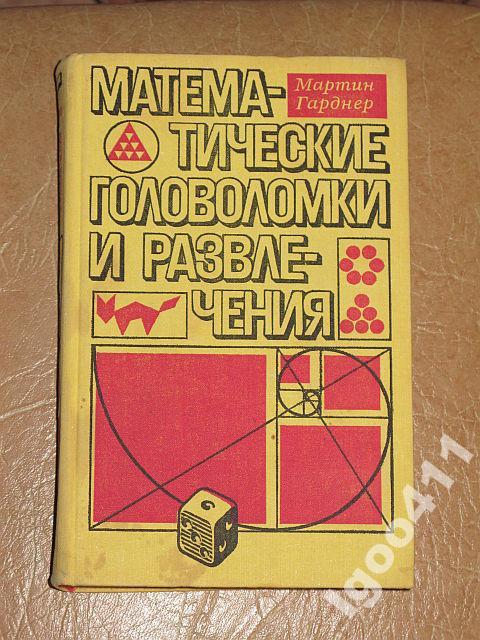 МАТЕМА-
Мартин
Гарднер
ТИЧЕСКИЕ
ГОЛОВОЛОМКИ
И РАЗВЛЕ-
ЧЕНИЯ
Igoo411